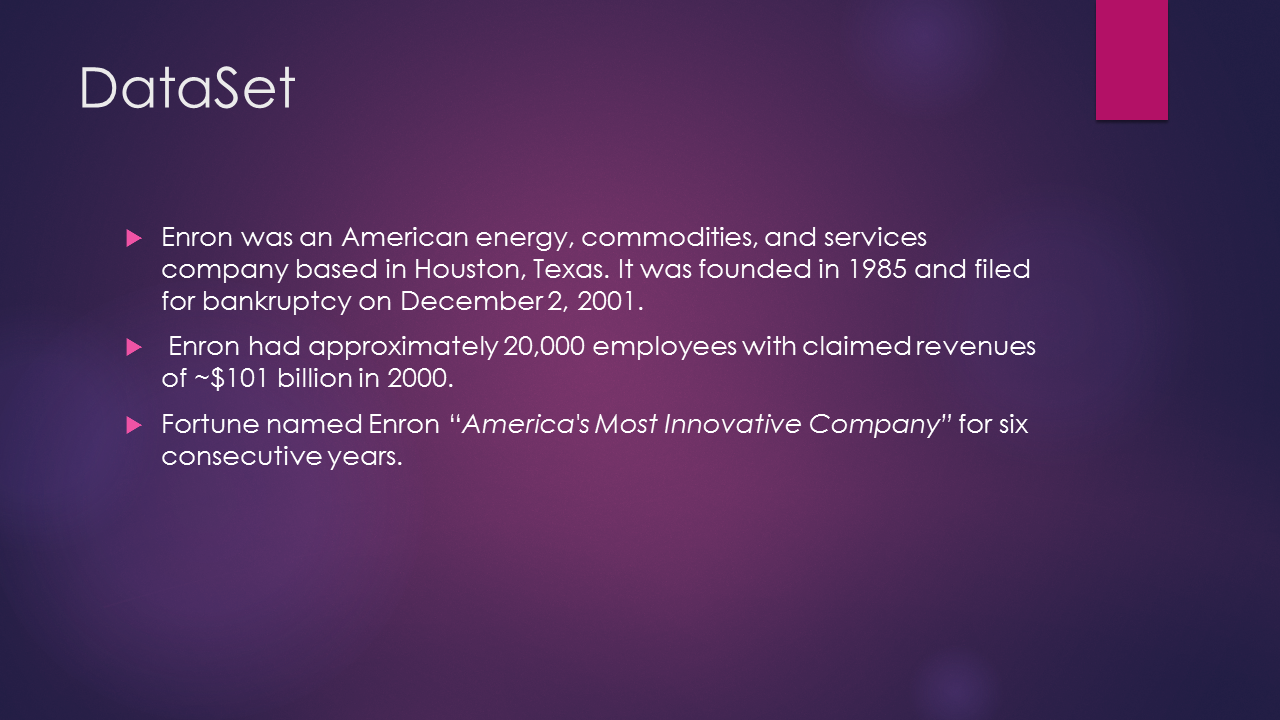 DataSet
Enron was an American energy, commodities, and services
company based in Houston, Texas. It was founded in 1985 and filed
for bankruptcy on December 2, 2001.
Enron had approximately 20,000 employees with claimed revenues
of ~$101 billion in 2000.
Fortune named Enron “America's Most Innovative Company” for six
consecutive years.